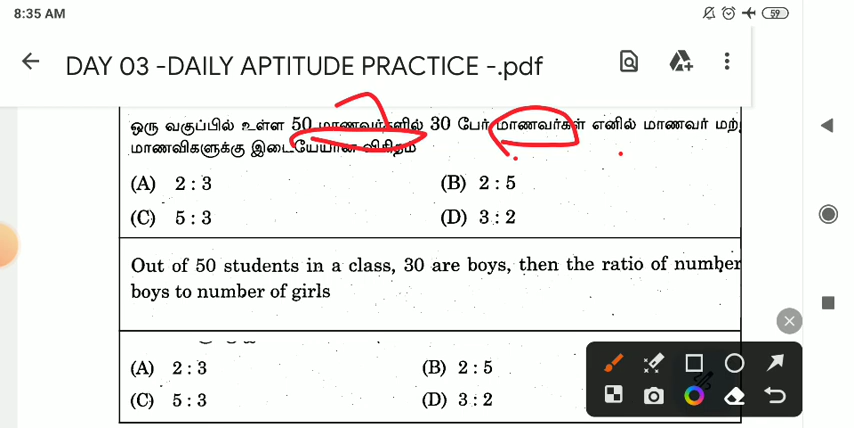 8:35 AM
59
DAY 03 -DAILY APTITUDE PRACTICE -.pdf
ஒரு வகுப்பில் உள்ள 50 மாணவர்களில் 30 பேர் மாணவர்கள் எனில் மாணவர் மற்
மாணவிகளுக்கு இடையேயான விகிதம்
(A) 2 : 3 (B) 2 : 5
(C) 5 : 3 (D) 3 : 2
Out of 50 students in a class, 30 are boys, then the ratio of number
boys to number of girls
(A) 2 : 3 (B) 2 : 5
(C) 5 : 3 (D) 3 : 2